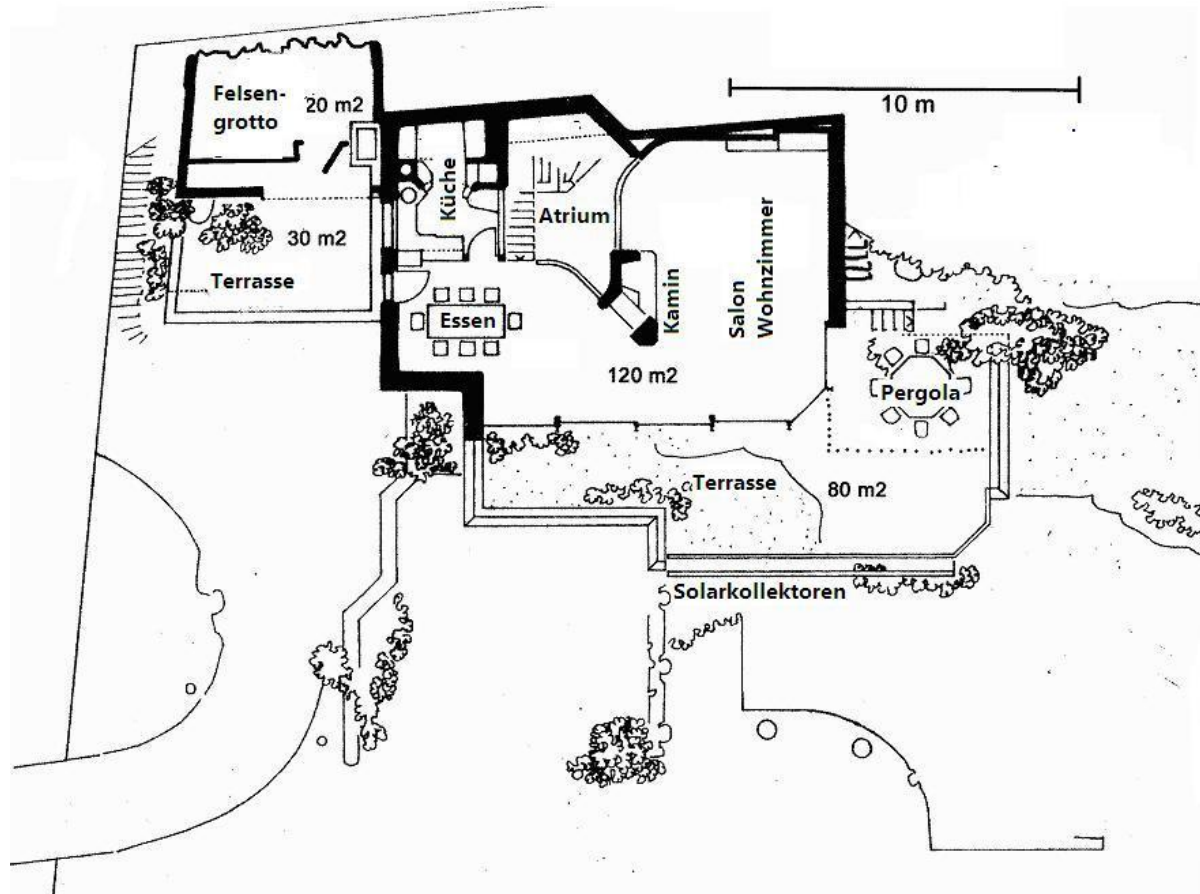 Felsen-
grotto
20 m2
10 m
Küche
Atrium
30 m2
Terrasse
Essen
Kamin
Salon
Wohnzimmer
120 m2
Pergola
Terrasse
80 m2
Solarkollektoren